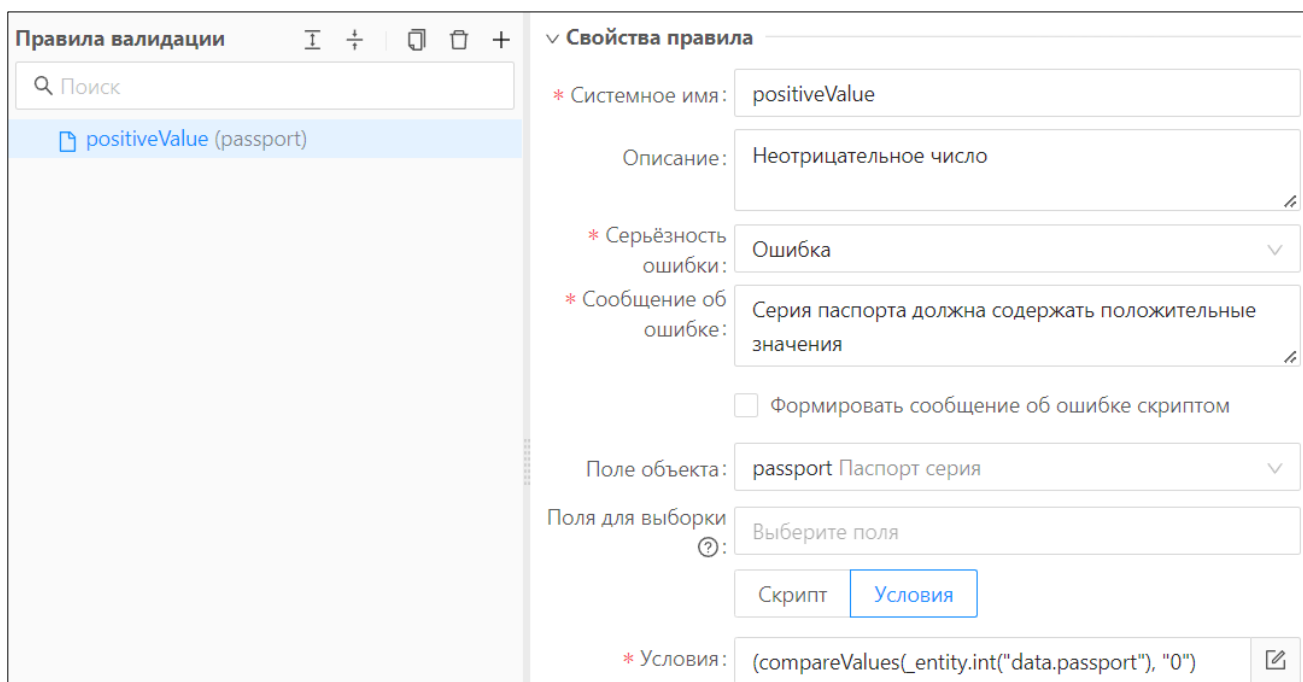 Правила валидации
Поиск
positiveValue (passport)
Свойства правила
* Системное имя: positiveValue
Описание: Неотрицательное число
* Серьёзность
ошибки: Ошибка
* Сообщение об
ошибке: Серия паспорта должна содержать положительные
значения
Формировать сообщение об ошибке скриптом
Поле объекта: passport Паспорт серия
Поля для выборки
?: Выберите поля
Скрипт Условия
* Условия: (compareValues(_entity.int("data.passport"), "0")